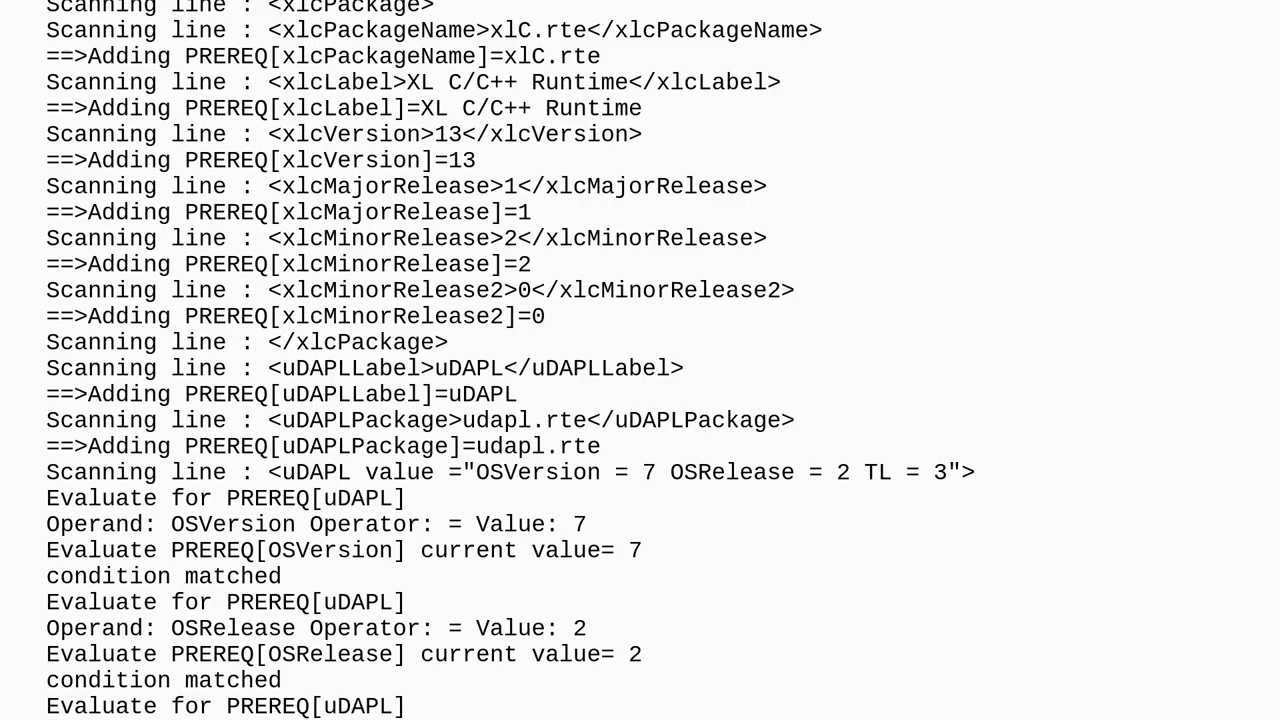 Scanning line : <xlcPackage>
Scanning line : <xlcPackageName>xlC.rte</xlcPackageName>
==>Adding PREREQ[xlcPackageName]=xlC.rte
Scanning line : <xlcLabel>XL C/C++ Runtime</xlcLabel>
==>Adding PREREQ[xlcLabel]=XL C/C++ Runtime
Scanning line : <xlcVersion>13</xlcVersion>
==>Adding PREREQ[xlcVersion]=13
Scanning line : <xlcMajorRelease>1</xlcMajorRelease>
==>Adding PREREQ[xlcMajorRelease]=1
Scanning line : <xlcMinorRelease>2</xlcMinorRelease>
==>Adding PREREQ[xlcMinorRelease]=2
Scanning line : <xlcMinorRelease2>0</xlcMinorRelease2>
==>Adding PREREQ[xlcMinorRelease2]=0
Scanning line : </xlcPackage>
Scanning line : <uDAPLLabel>uDAPL</uDAPLLabel>
==>Adding PREREQ[uDAPLLabel]=uDAPL
Scanning line : <uDAPLPackage>udapl.rte</uDAPLPackage>
==>Adding PREREQ[uDAPLPackage]=udapl.rte
Scanning line : <uDAPL value ="OSVersion = 7 OSRelease = 2 TL = 3">
Evaluate for PREREQ[uDAPL]
Operand: OSVersion Operator: = Value: 7
Evaluate PREREQ[OSVersion] current value= 7
condition matched
Evaluate for PREREQ[uDAPL]
Operand: OSRelease Operator: = Value: 2
Evaluate PREREQ[OSRelease] current value= 2
condition matched
Evaluate for PREREQ[uDAPL]